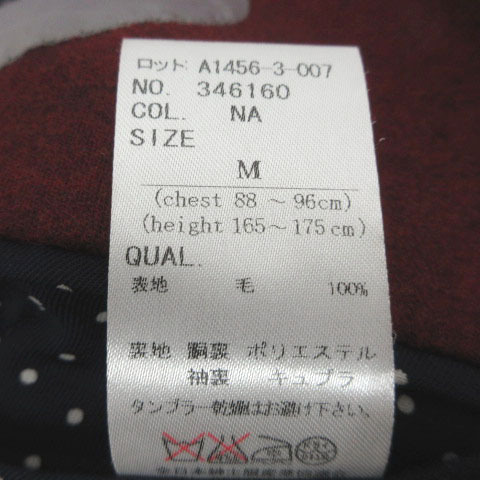 ロット A1456-3-007
NO. 346160
COL. NA
SIZE
M
(chest 88 ~ 96cm)
(height 165~175cm)
QUAL.
表地 毛 100%
裏地 胴裏 ポリエステル
袖裏 キュプラ
タンブラー乾燥はお避け下さい。